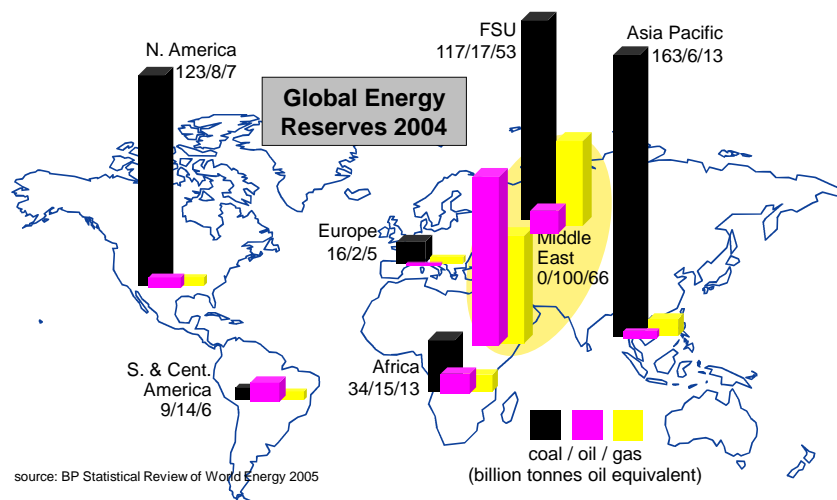 FSU
117/17/53
Asia Pacific
163/6/13
N. America
123/8/7
Global Energy
Reserves 2004
Europe
16/2/5
Middle
East
0/100/66
S. & Cent.
America
9/14/6
Africa
34/15/13
coal / oil / gas
(billion tonnes oil equivalent)
source: BP Statistical Review of World Energy 2005